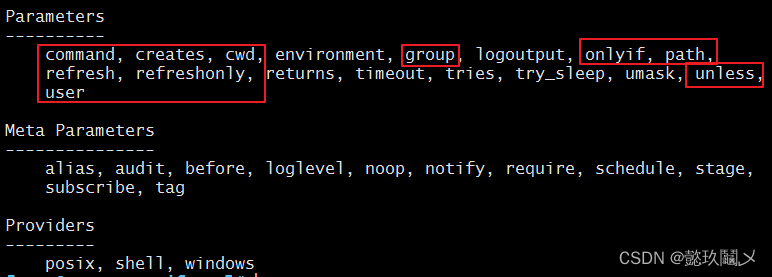 Parameters
----------
command, creates, cwd, environment, group, logoutput, onlyif, path,
refresh, refreshonly, returns, timeout, tries, try_sleep, umask, unless,
user
Meta Parameters
---------------
alias, audit, before, loglevel, noop, notify, require, schedule, stage,
subscribe, tag
Providers
---------
posix, shell, windows
CSDN @懿玖鬭乄